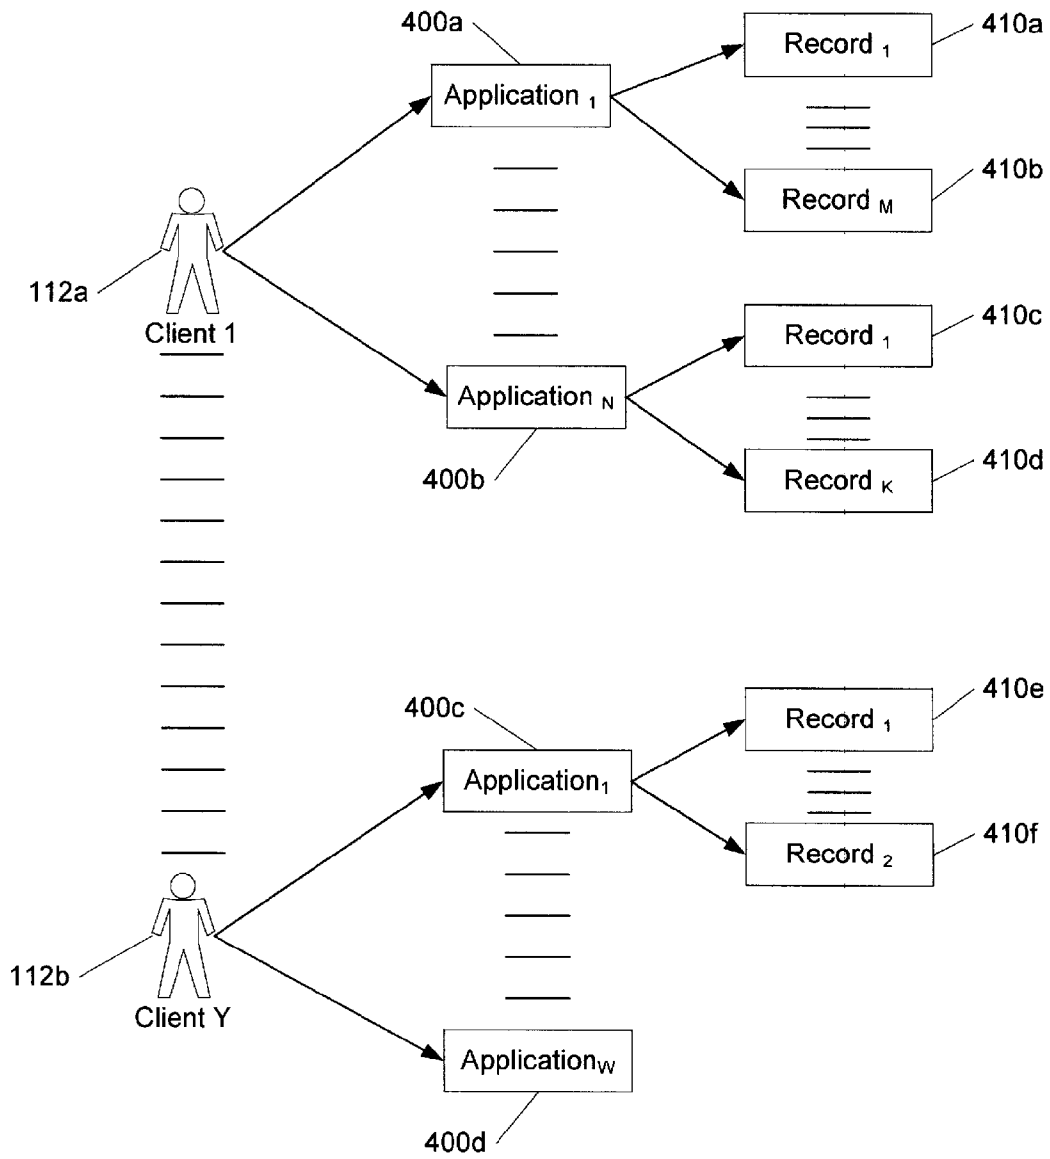 400a
Record 1
410a
Application 1
Record M
410b
112a
Client 1
Record 1
410c
Application N
400b
Record K
410d
400c
Record 1
410e
Application1
Record 2
410f
112b
Client Y
ApplicationW
400d